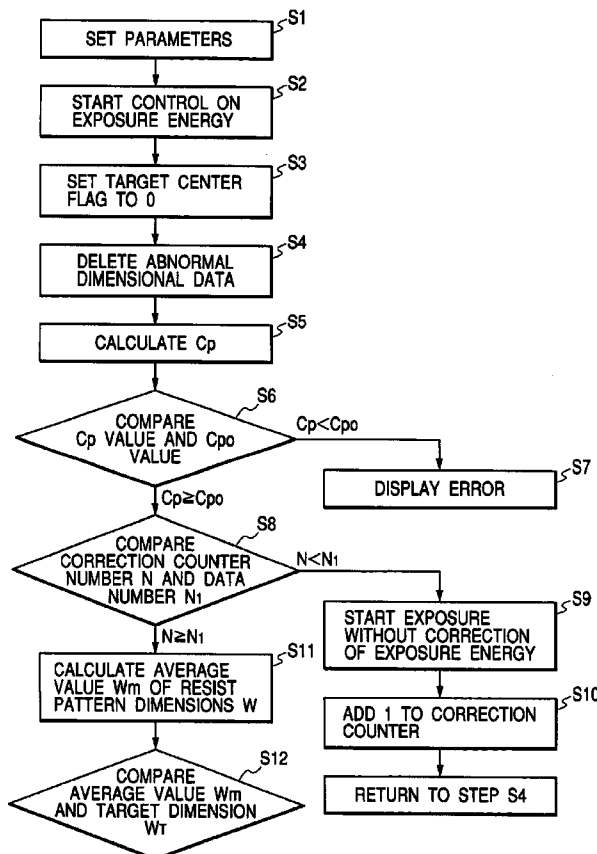 S1
SET PARAMETERS
S2
START CONTROL ON
EXPOSURE ENERGY
S3
SET TARGET CENTER
FLAG TO 0
S4
DELETE ABNORMAL
DIMENSIONAL DATA
S5
CALCULATE Cp
S6
COMPARE
Cp VALUE AND Cpo
VALUE
Cp<Cpo
S7
DISPLAY ERROR
Cp≥Cpo
S8
COMPARE
CORRECTION COUNTER
NUMBER N AND DATA
NUMBER N1
N<N1
S9
START EXPOSURE
WITHOUT CORRECTION
OF EXPOSURE ENERGY
S10
ADD 1 TO CORRECTION
COUNTER
RETURN TO STEP S4
N≥N1
S11
CALCULATE AVERAGE
VALUE Wm OF RESIST
PATTERN DIMENSIONS W
S12
COMPARE
AVERAGE VALUE Wm
AND TARGET DIMENSION
WT